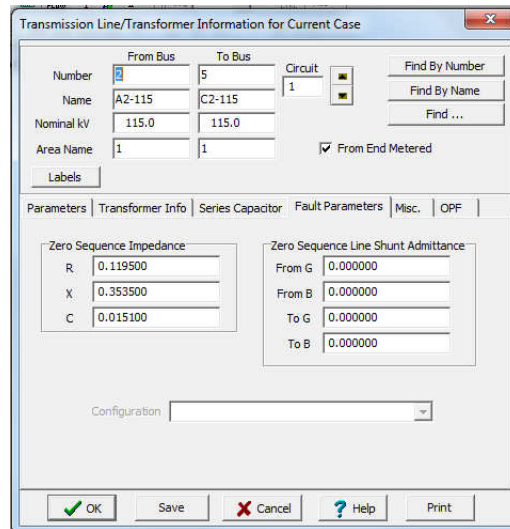 Transmission Line/Transformer Information for Current Case
From Bus To Bus
Number 2 5 Circuit 1 Find By Number
Name A2-115 C2-115 Find By Name
Nominal kV 115.0 115.0 Find ...
Area Name 1 1 From End Metered
Labels
Parameters Transformer Info Series Capacitor Fault Parameters Misc. OPF
Zero Sequence Impedance Zero Sequence Line Shunt Admittance
R 0.119500 From G 0.000000
X 0.353500 From B 0.000000
C 0.015100 To G 0.000000
To B 0.000000
Configuration
OK Save Cancel ? Help Print